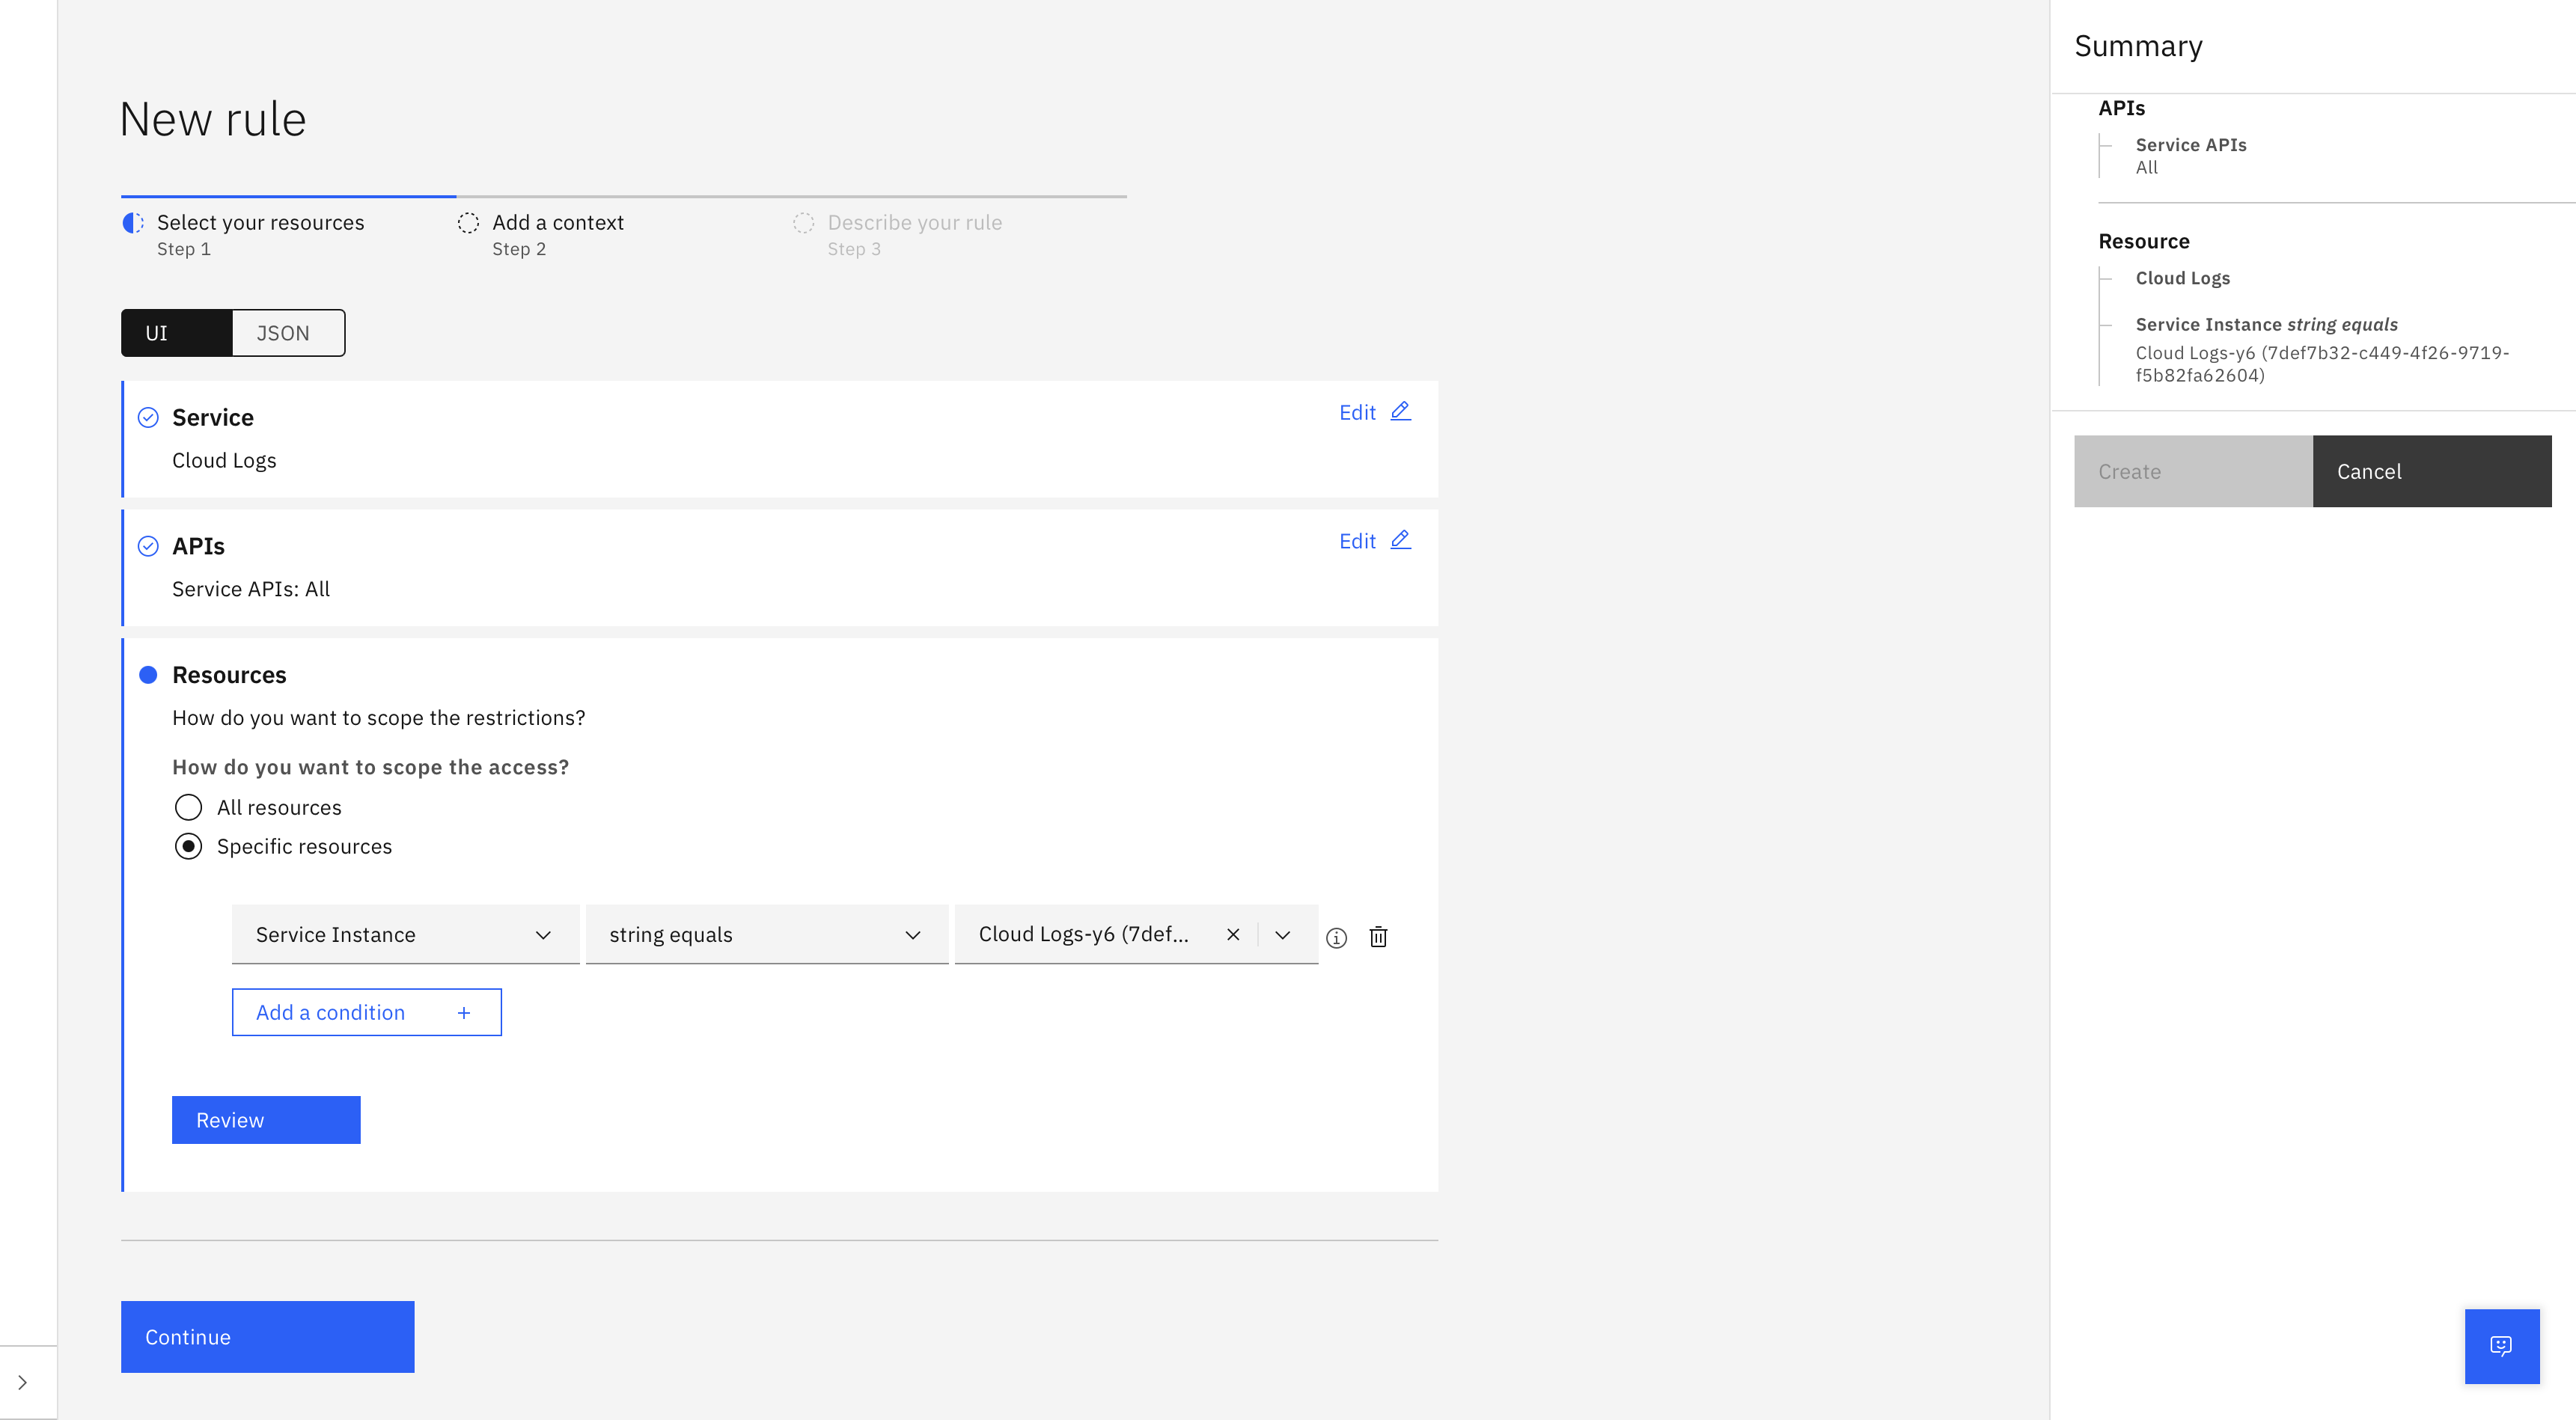 New rule
Select your resources
Step 1
Add a context
Step 2
Describe your rule
Step 3
UI
JSON
Service
Edit
Cloud Logs
APIs
Edit
Service APIs: All
Resources
How do you want to scope the restrictions?
How do you want to scope the access?
All resources
Specific resources
Service Instance
string equals
Cloud Logs-y6 (7def...
Add a condition +
Review
Continue
Summary
APIs
Service APIs
All
Resource
Cloud Logs
Service Instance string equals
Cloud Logs-y6 (7def7b32-c449-4f26-9719-
f5b82fa62604)
Create
Cancel